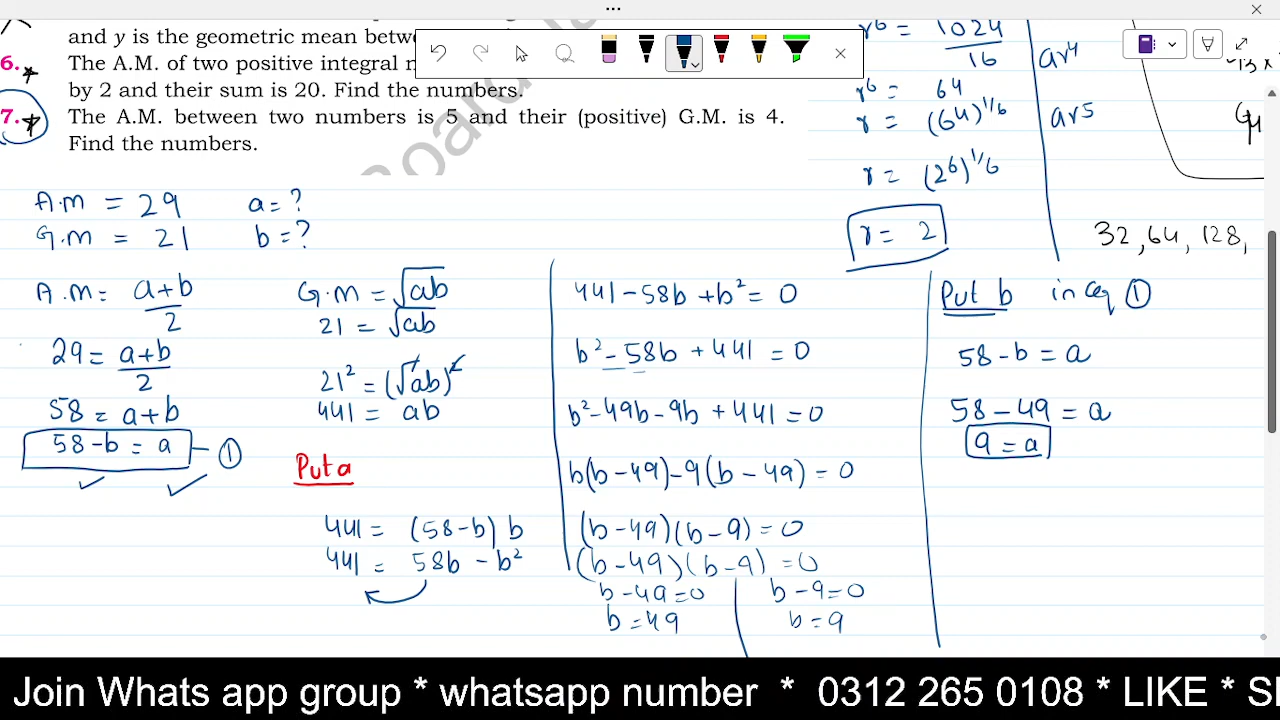 and y is the geometric mean betw
6. The A.M. of two positive integral n
by 2 and their sum is 20. Find the numbers.
7. The A.M. between two numbers is 5 and their (positive) G.M. is 4.
Find the numbers.
Board
r⁶ = 1024/16
r⁶ = 64
r = (64)^1/6
r = (2⁶)^1/6
r = 2
ar⁴
ar⁵
32, 64, 128,
A.m = 29
G.m = 21
a = ?
b = ?
A.m = a+b/2
29 = a+b/2
58 = a+b
58-b = a - ①
G.m = √ab
21 = √ab
21² = (√ab)²
441 = ab
Put a
441 = (58-b) b
441 = 58b - b²
441 - 58b + b² = 0
b² - 58b + 441 = 0
b² - 49b - 9b + 441 = 0
b(b - 49) - 9(b - 49) = 0
(b - 49)(b - 9) = 0
(b - 49)(b - 9) = 0
b - 49 = 0
b = 49
b - 9 = 0
b = 9
Put b in eq ①
58 - b = a
58 - 49 = a
9 = a
Join Whats app group * whatsapp number * 0312 265 0108 * LIKE *